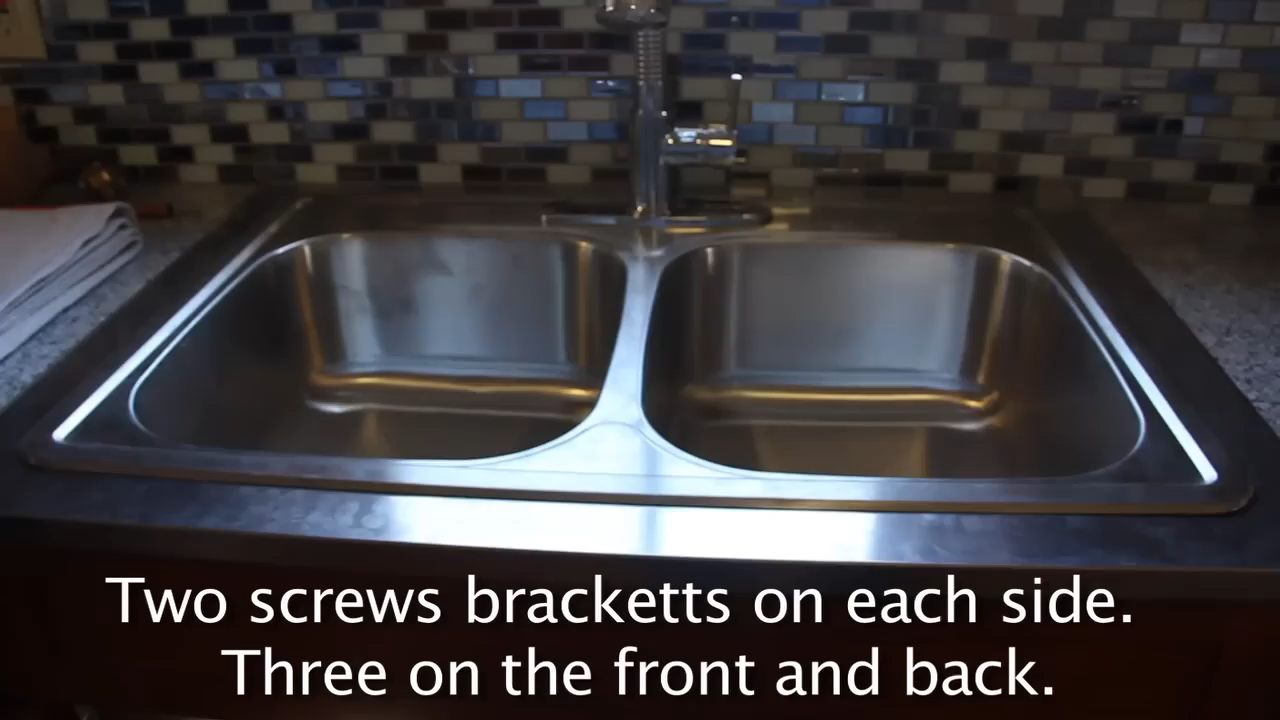 Two screws bracketts on each side.
Three on the front and back.